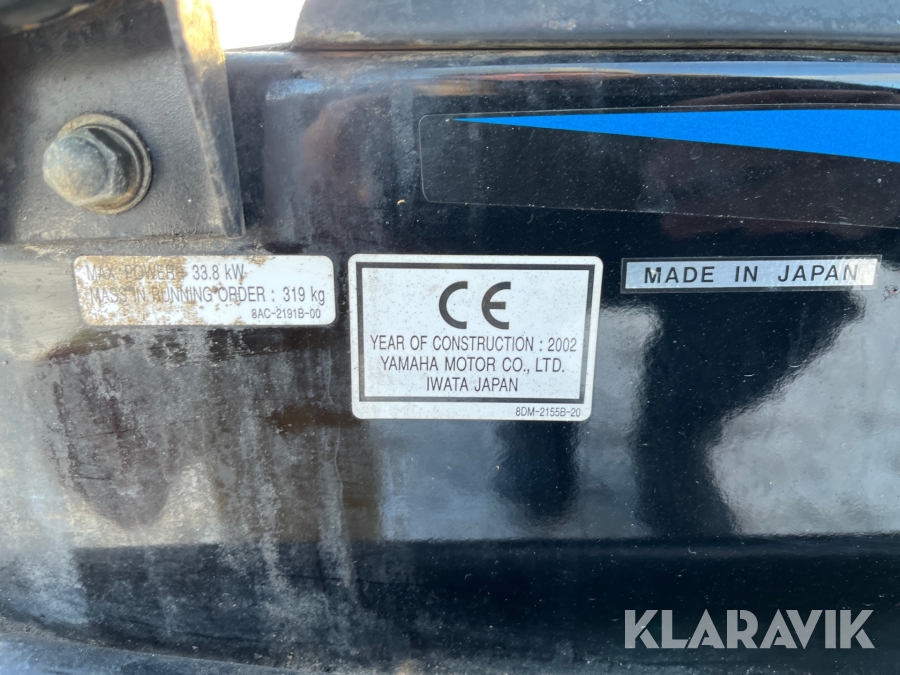 MAX. POWER : 33.8 kW
MASS IN RUNNING ORDER : 319 kg
8AC-2191B-00
CE
YEAR OF CONSTRUCTION : 2002
YAMAHA MOTOR CO., LTD.
IWATA JAPAN
8DM-2155B-20
MADE IN JAPAN
KLARAVIK